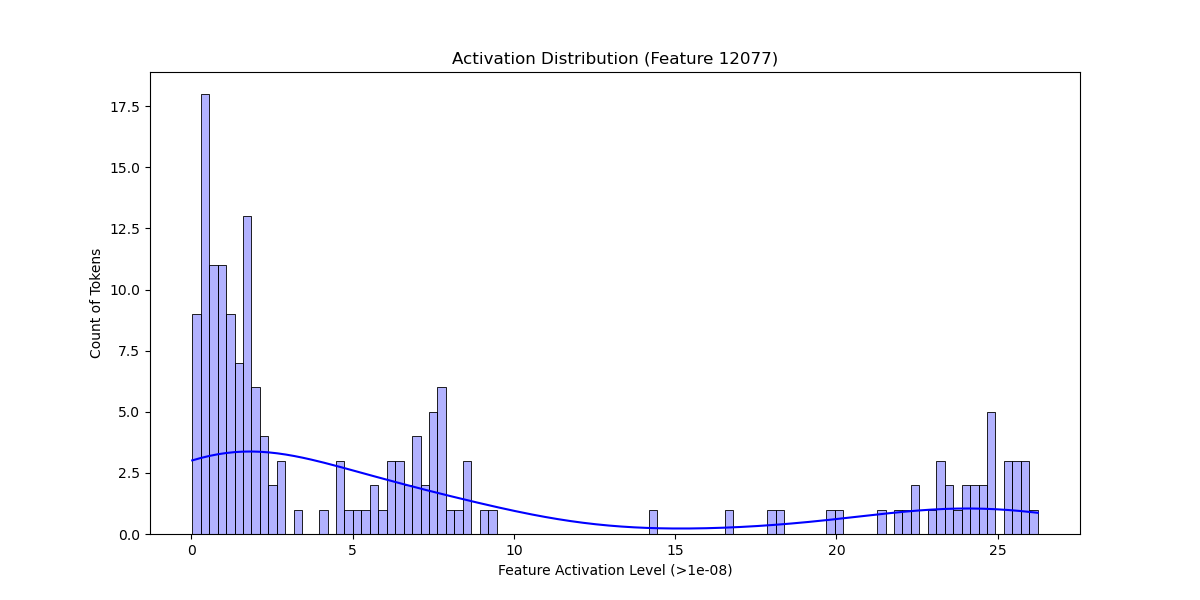 Activation Distribution (Feature 12077)
17.5
15.0
12.5
10.0
7.5
5.0
2.5
0.0
Count of Tokens
0 5 10 15 20 25
Feature Activation Level (>1e-08)